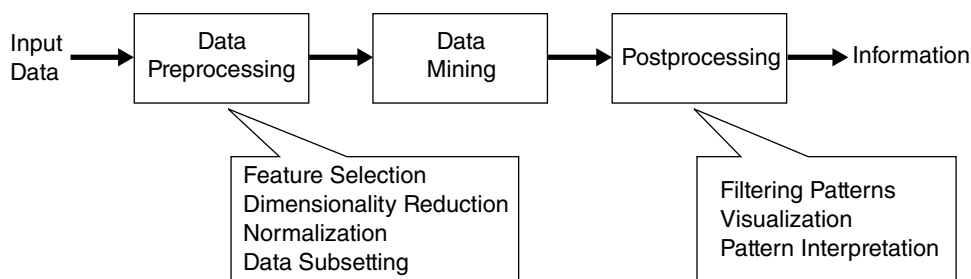 Input
Data
Data
Preprocessing
Data
Mining
Postprocessing
Information
Feature Selection
Dimensionality Reduction
Normalization
Data Subsetting
Filtering Patterns
Visualization
Pattern Interpretation